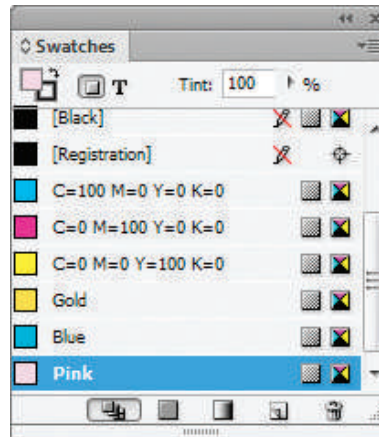 Swatches
T Tint: 100 %
[Black]
[Registration]
C=100 M=0 Y=0 K=0
C=0 M=100 Y=0 K=0
C=0 M=0 Y=100 K=0
Gold
Blue
Pink